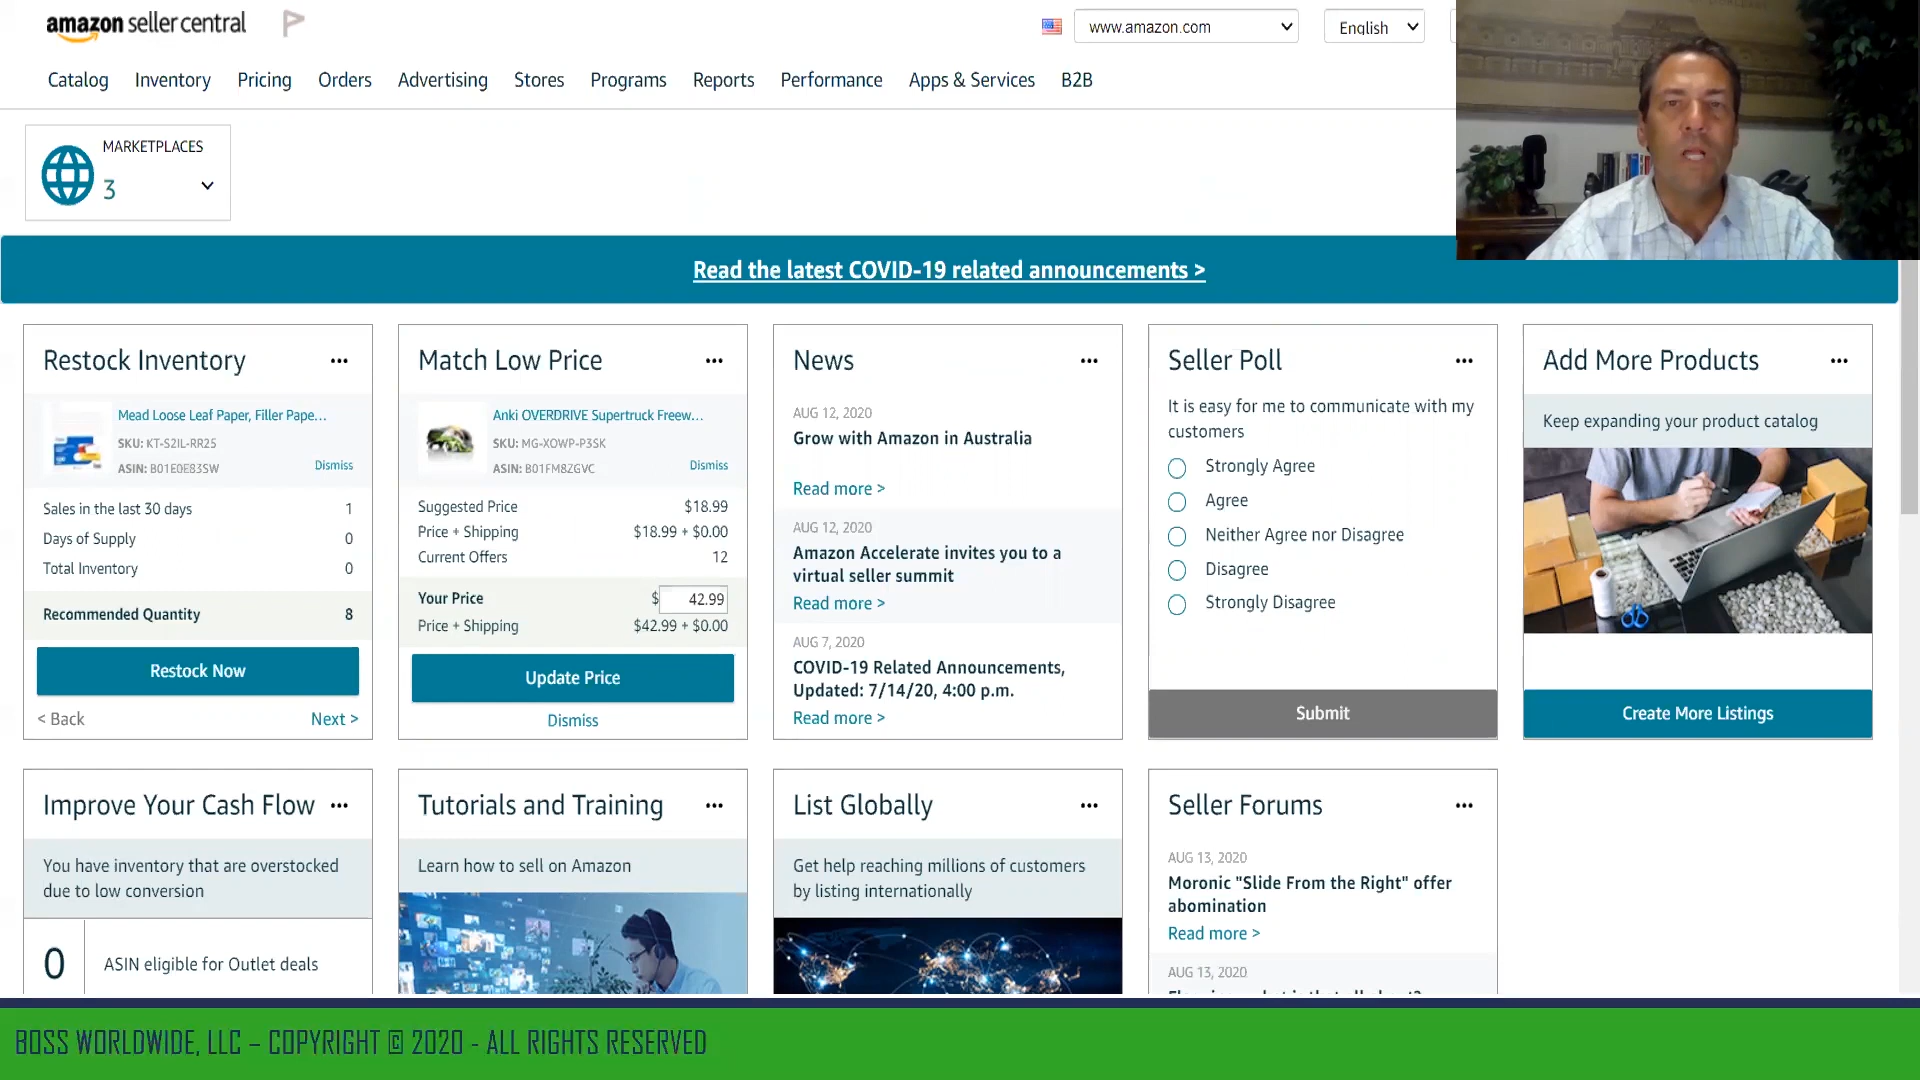 amazon seller central
www.amazon.com
English
Catalog Inventory Pricing Orders Advertising Stores Programs Reports Performance Apps & Services B2B
MARKETPLACES
3
Read the latest COVID-19 related announcements >
Restock Inventory
Mead Loose Leaf Paper, Filler Pape...
SKU: KT-S2IL-RR25
ASIN: B01E0E83SW
Dismiss
Sales in the last 30 days 1
Days of Supply 0
Total Inventory 0
Recommended Quantity 8
Restock Now
< Back Next >
Match Low Price
Anki OVERDRIVE Supertruck Freew...
SKU: MG-XOWP-P3SK
ASIN: B01FM8ZGVC
Dismiss
Suggested Price $18.99
Price + Shipping $18.99 + $0.00
Current Offers 12
Your Price $ 42.99
Price + Shipping $42.99 + $0.00
Update Price
Dismiss
News
AUG 12, 2020
Grow with Amazon in Australia
Read more >
AUG 12, 2020
Amazon Accelerate invites you to a
virtual seller summit
Read more >
AUG 7, 2020
COVID-19 Related Announcements,
Updated: 7/14/20, 4:00 p.m.
Read more >
Seller Poll
It is easy for me to communicate with my
customers
Strongly Agree
Agree
Neither Agree nor Disagree
Disagree
Strongly Disagree
Submit
Add More Products
Keep expanding your product catalog
Create More Listings
Improve Your Cash Flow
You have inventory that are overstocked
due to low conversion
0 ASIN eligible for Outlet deals
Tutorials and Training
Learn how to sell on Amazon
List Globally
Get help reaching millions of customers
by listing internationally
Seller Forums
AUG 13, 2020
Moronic "Slide From the Right" offer
abomination
Read more >
AUG 13, 2020
BOSS WORLDWIDE, LLC – COPYRIGHT © 2020 - ALL RIGHTS RESERVED